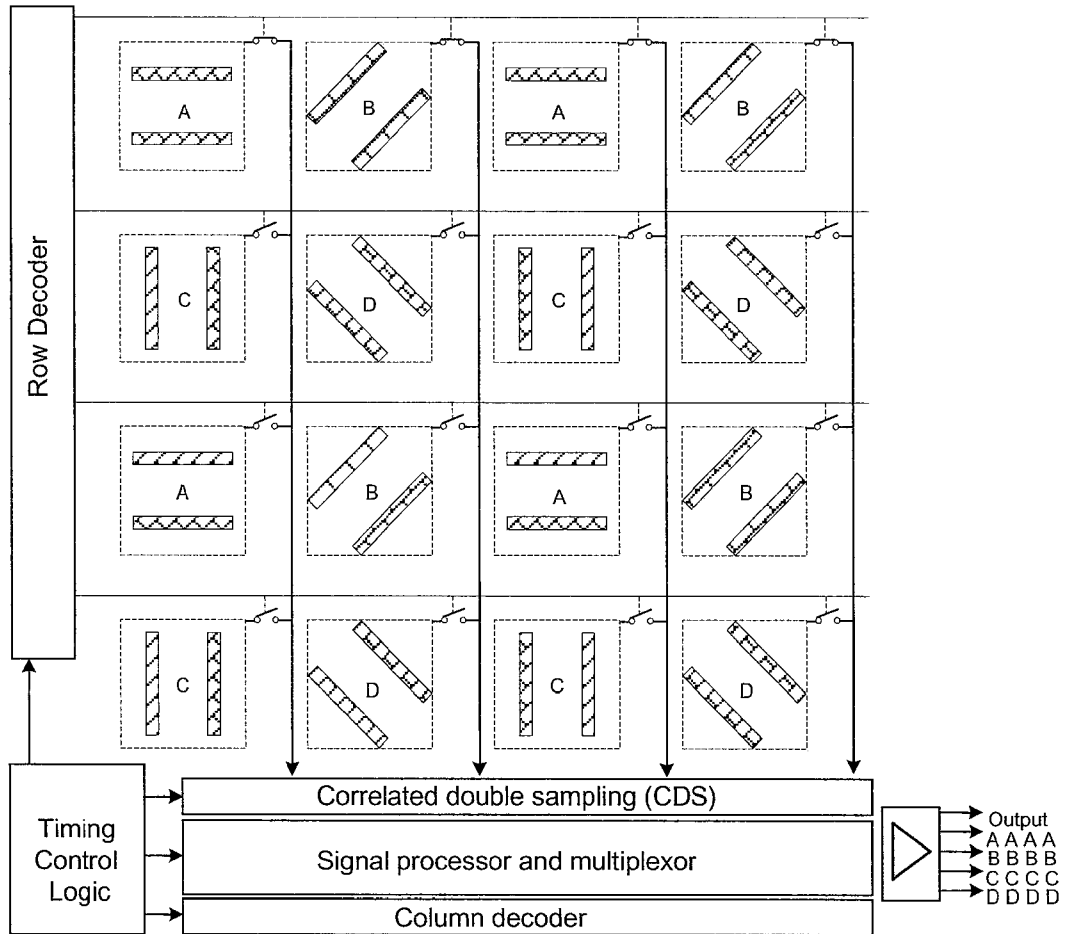 A B A B
Row Decoder
C D C D
A B A B
C D C D
Timing
Control
Logic
Correlated double sampling (CDS)
Signal processor and multiplexor
Column decoder
Output
A A A A
B B B B
C C C C
D D D D